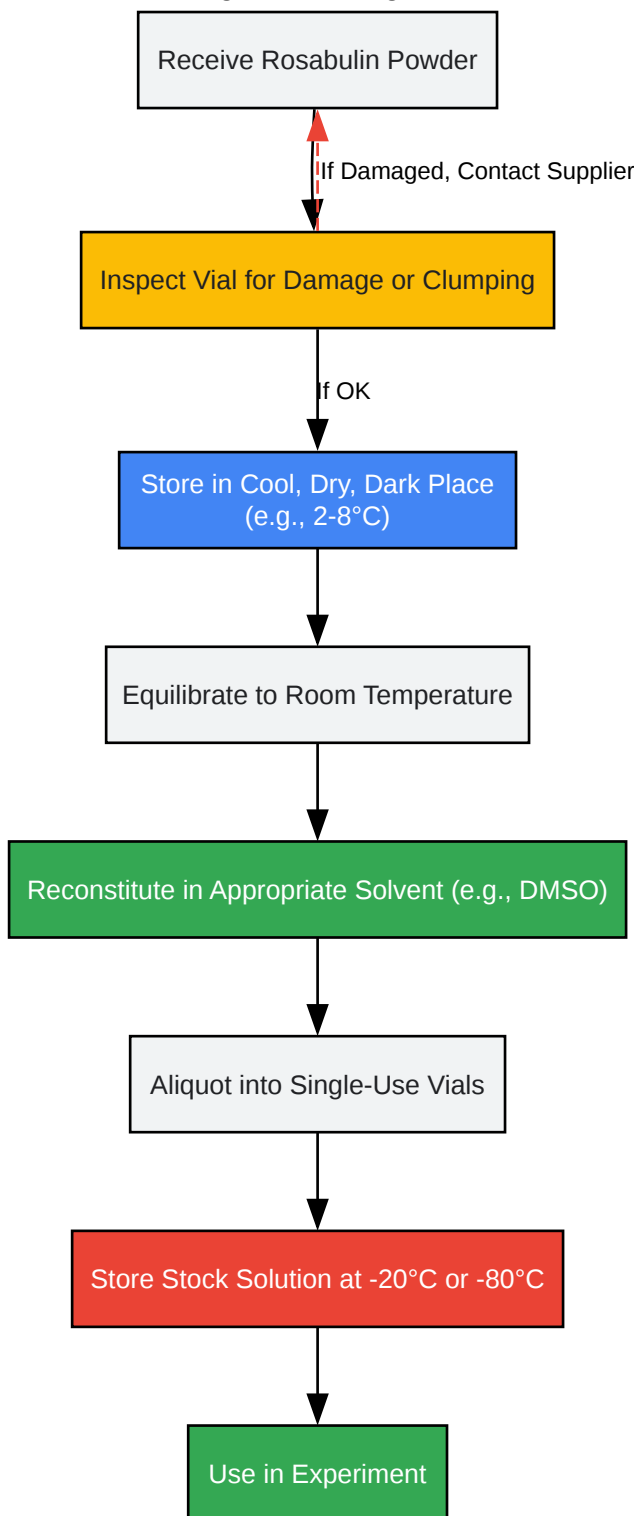 Receive Rosabulin Powder
If Damaged, Contact Supplier
Inspect Vial for Damage or Clumping
If OK
Store in Cool, Dry, Dark Place
(e.g., 2-8°C)
Equilibrate to Room Temperature
Reconstitute in Appropriate Solvent (e.g., DMSO)
Aliquot into Single-Use Vials
Store Stock Solution at -20°C or -80°C
Use in Experiment